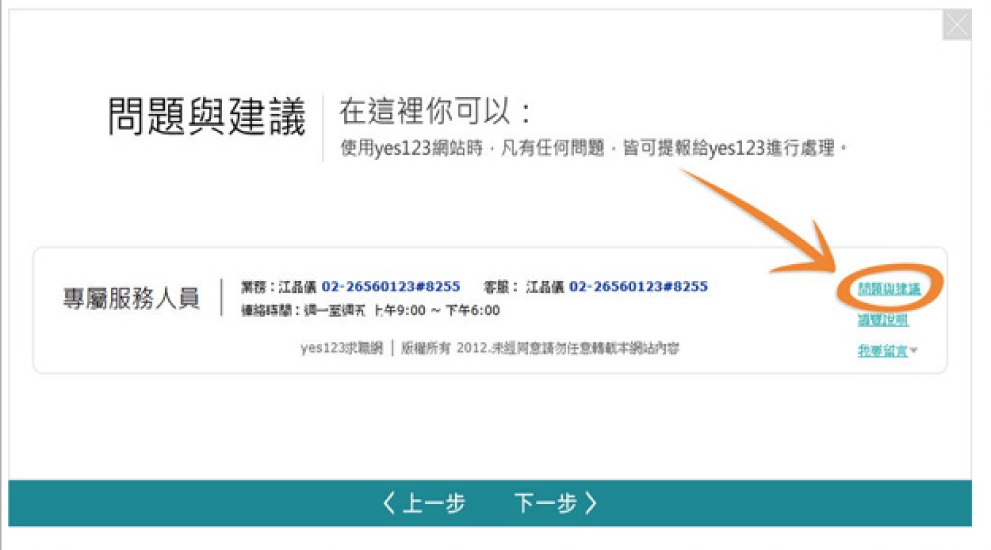 問題與建議
在這裡你可以：
使用yes123網站時，凡有任何問題，皆可提報給yes123進行處理。
專屬服務人員
業務：江品儀 02-26560123#8255 客服： 江品儀 02-26560123#8255
連絡時間：週一至週五 上午9:00 ~ 下午6:00
yes123求職網 | 版權所有 2012.未經同意請勿任意轉載本網站內容
問題與建議
導覽說明
我要留言
〈 上一步 下一步 〉